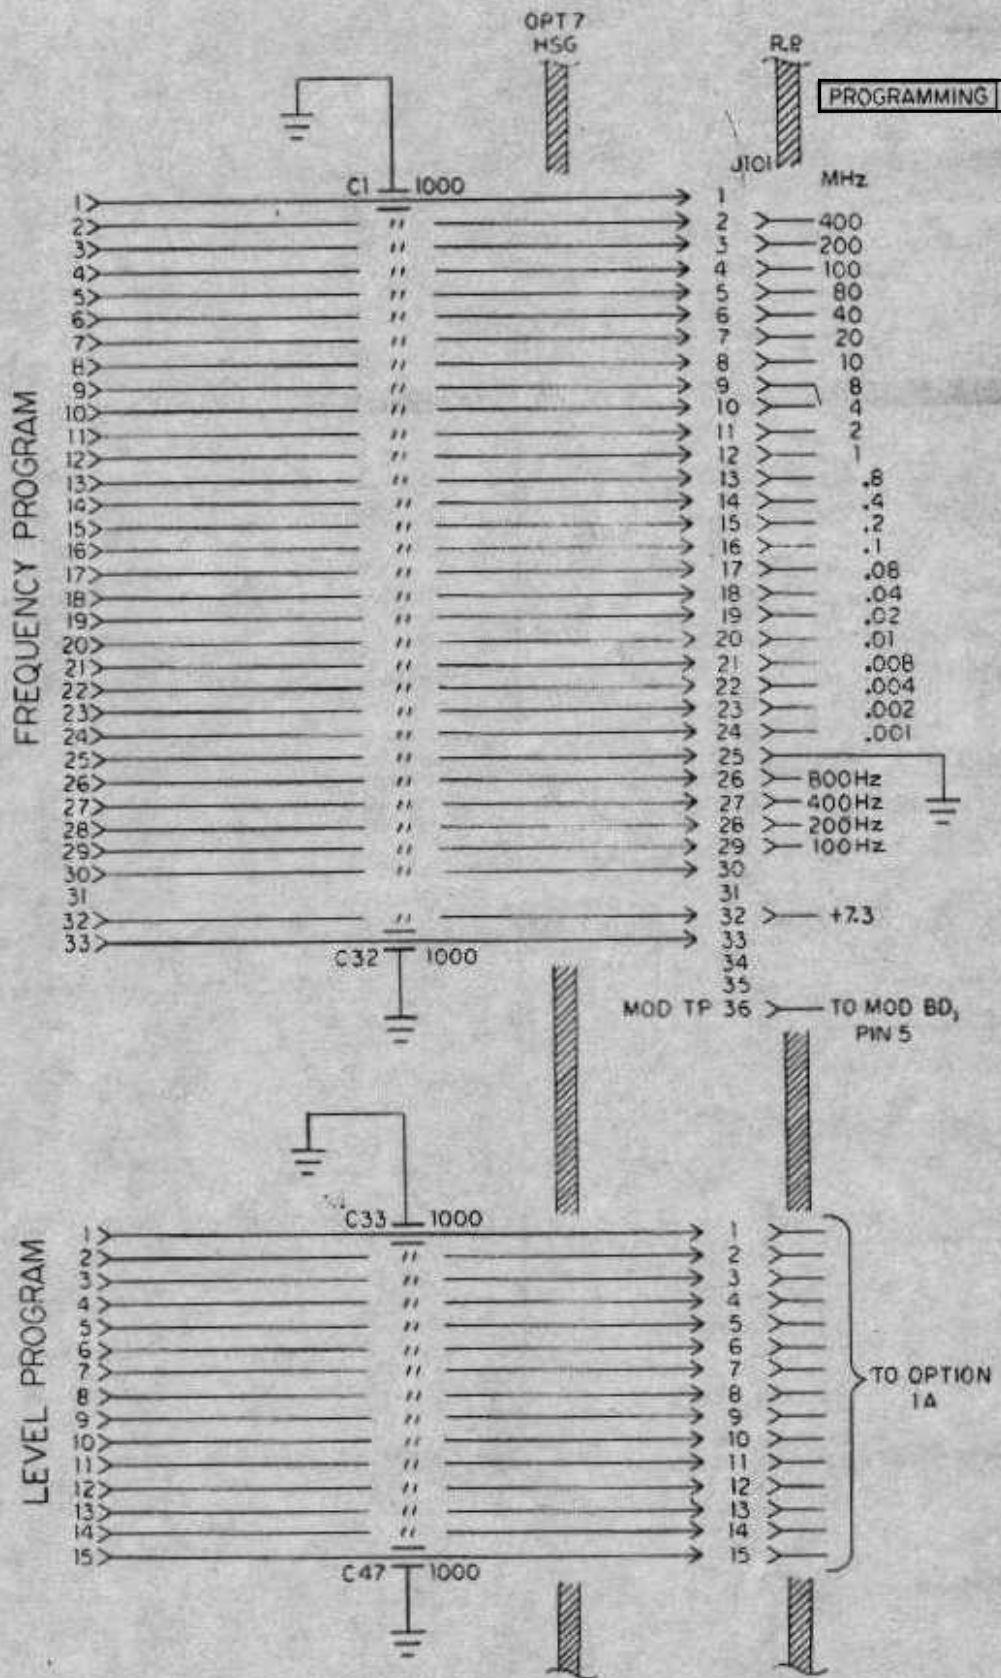 OPT 7
HSG
R.P.
PROGRAMMING
J101
MHz
C1 1000
FREQUENCY PROGRAM
1 1
2 " 2 400
3 " 3 200
4 " 4 100
5 " 5 80
6 " 6 40
7 " 7 20
8 " 8 10
9 " 9 8
10 " 10 4
11 " 11 2
12 " 12 1
13 " 13 .8
14 " 14 .4
15 " 15 .2
16 " 16 .1
17 " 17 .08
18 " 18 .04
19 " 19 .02
20 " 20 .01
21 " 21 .008
22 " 22 .004
23 " 23 .002
24 " 24 .001
25 " 25
26 " 26 800Hz
27 " 27 400Hz
28 " 28 200Hz
29 " 29 100Hz
30 " 30
31 31
32 " 32 +7.3
33 33
C32 1000
34
35
MOD TP 36 TO MOD BD,
PIN 5
C33 1000
LEVEL PROGRAM
1 1
2 " 2
3 " 3
4 " 4
5 " 5
6 " 6
7 " 7
8 " 8
9 " 9
10 " 10
11 " 11
12 " 12
13 " 13
14 " 14
15 15
TO OPTION
1A
C47 1000